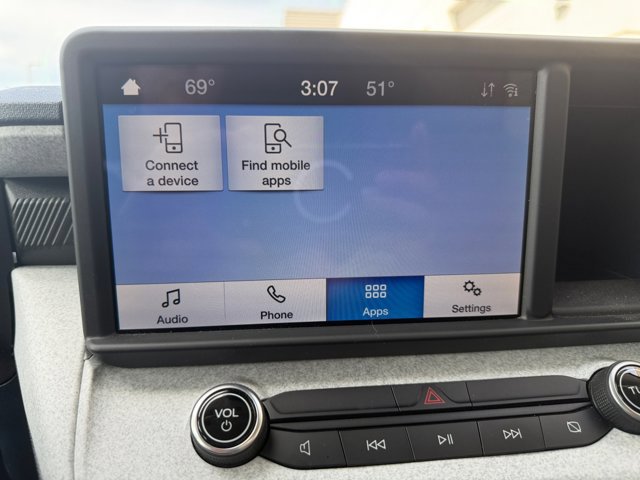 69° 3:07 51°
Connect
a device
Find mobile
apps
Audio
Phone
Apps
Settings
VOL